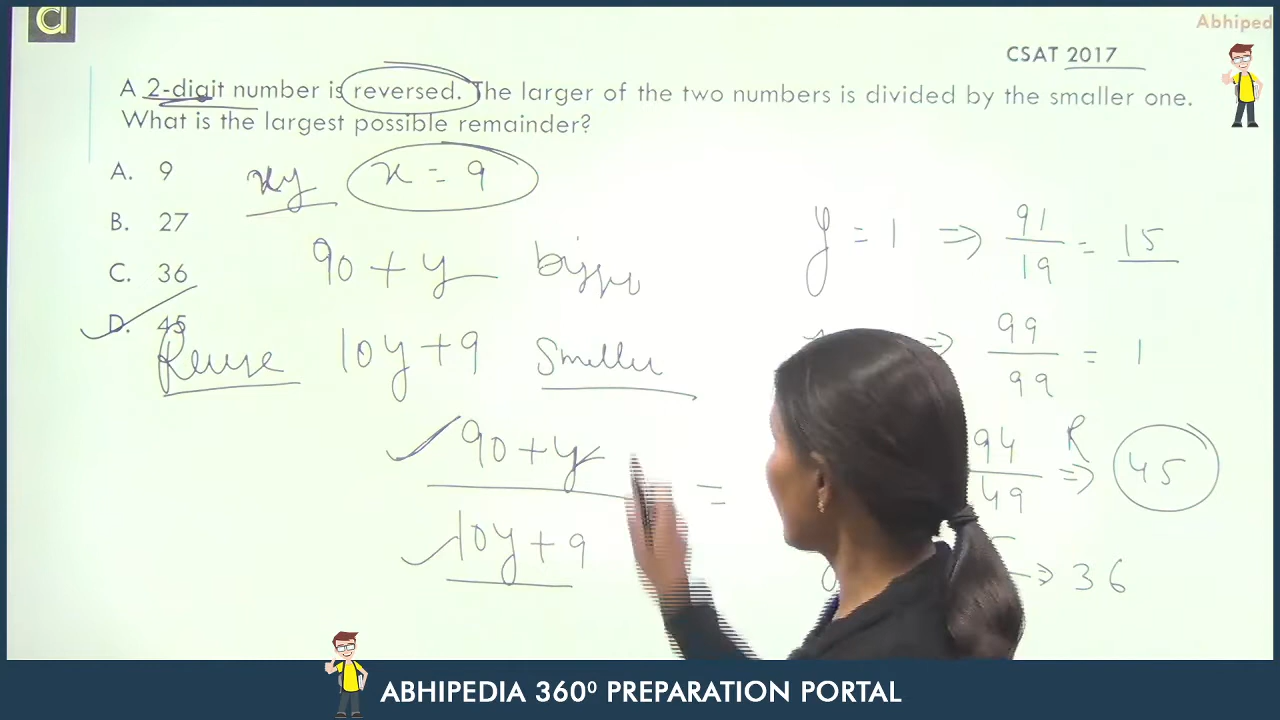 a
Abhiped
CSAT 2017
A 2-digit number is reversed. The larger of the two numbers is divided by the smaller one.
What is the largest possible remainder?
A. 9
B. 27
C. 36
D. 45
xy
x = 9
90 + y
Reuse 10y + 9 Smaller
90 + y
10y + 9
=
y = 1 ⇒ 91/19 = 15
⇒ 99/99 = 1
94/49 R ⇒ 45
⇒ 36
ABHIPEDIA 360⁰ PREPARATION PORTAL